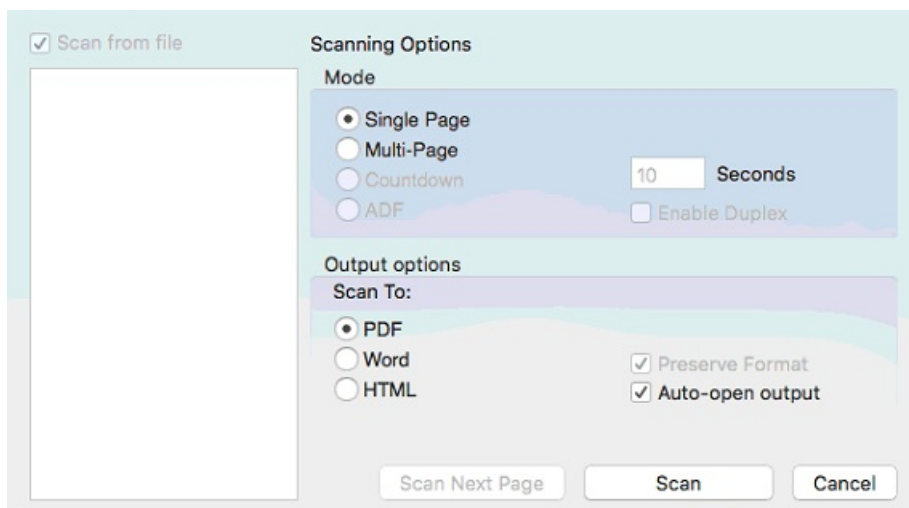 Scan from file
Scanning Options
Mode
Single Page
Multi-Page
Countdown
10 Seconds
ADF
Enable Duplex
Output options
Scan To:
PDF
Word
Preserve Format
HTML
Auto-open output
Scan Next Page
Scan
Cancel